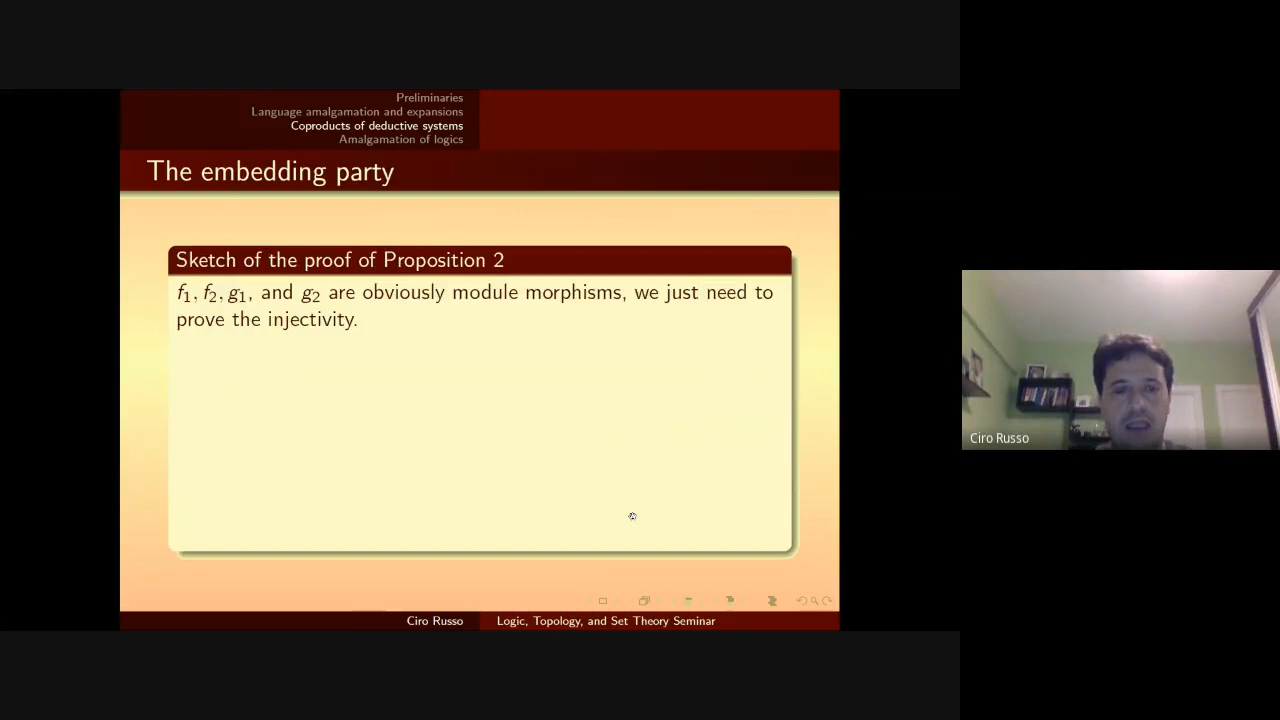 Preliminaries
Language amalgamation and expansions
Coproducts of deductive systems
Amalgamation of logics
The embedding party
Sketch of the proof of Proposition 2
f₁, f₂, g₁, and g₂ are obviously module morphisms, we just need to
prove the injectivity.
Ciro Russo
Ciro Russo Logic, Topology, and Set Theory Seminar